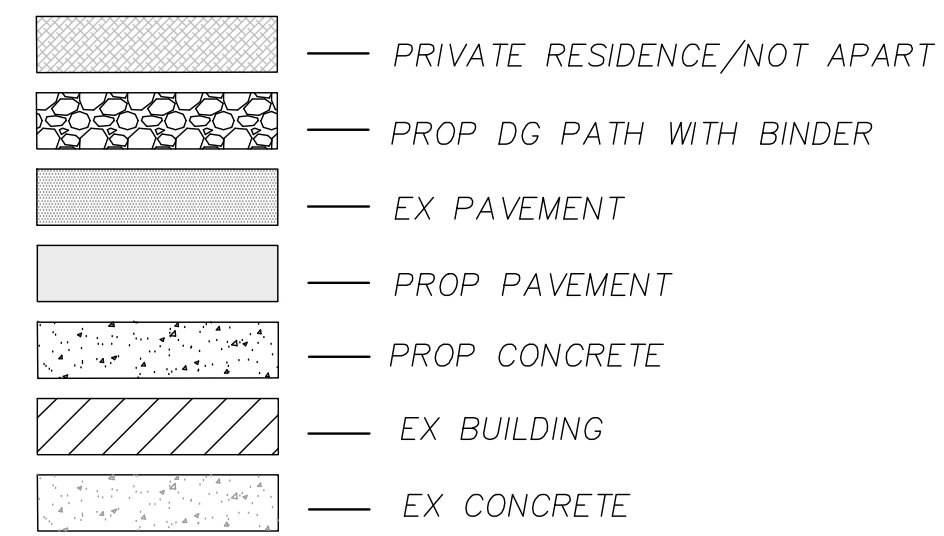 PRIVATE RESIDENCE/NOT APART
PROP DG PATH WITH BINDER
EX PAVEMENT
PROP PAVEMENT
PROP CONCRETE
EX BUILDING
EX CONCRETE